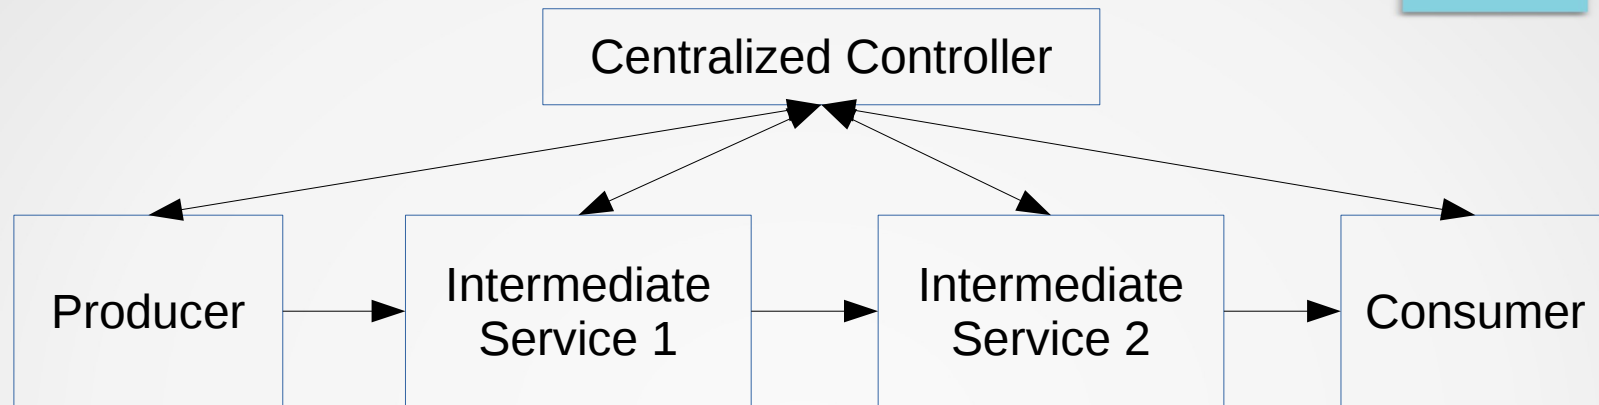 Centralized Controller
Producer
Intermediate
Service 1
Intermediate
Service 2
Consumer